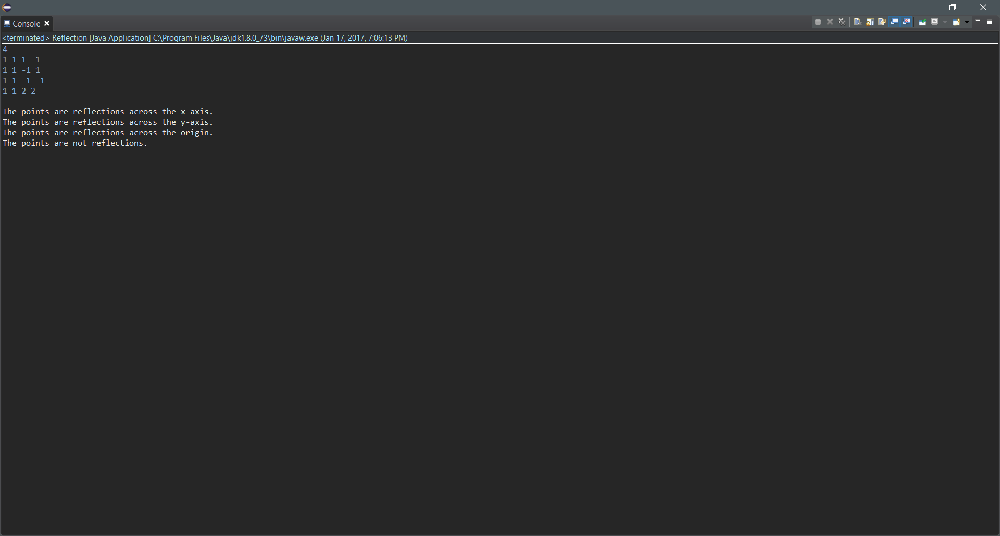 Console
<terminated> Reflection [Java Application] C:\Program Files\Java\jdk1.8.0_73\bin\javaw.exe (Jan 17, 2017, 7:06:13 PM)
4
1 1 1 -1
1 1 -1 1
1 1 -1 -1
1 1 2 2
The points are reflections across the x-axis.
The points are reflections across the y-axis.
The points are reflections across the origin.
The points are not reflections.